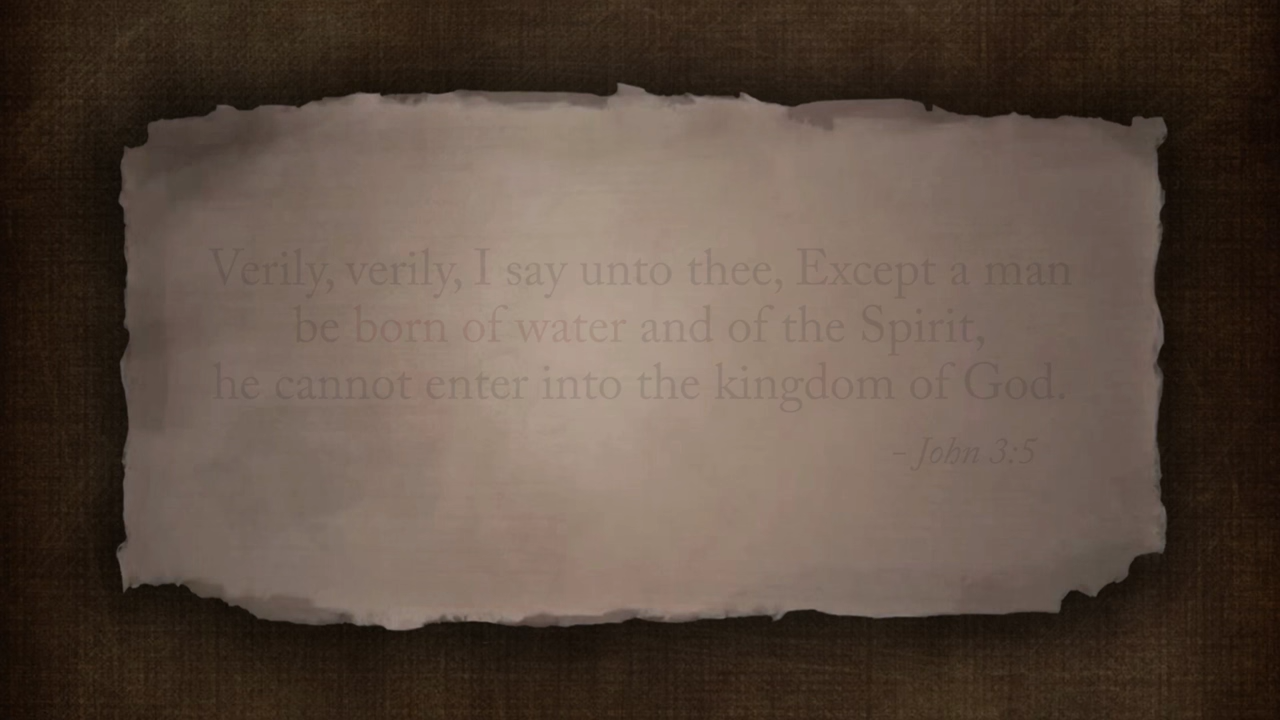 Verily, verily, I say unto thee, Except a man
be born of water and of the Spirit,
he cannot enter into the kingdom of God.
- John 3:5